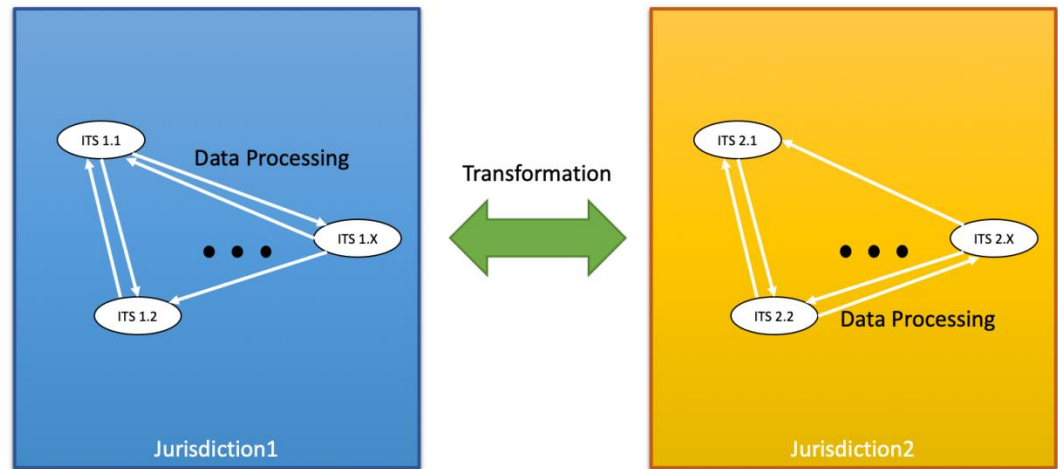 ITS 1.1
Data Processing
ITS 1.X
ITS 1.2
Jurisdiction1
Transformation
ITS 2.1
ITS 2.X
ITS 2.2
Data Processing
Jurisdiction2